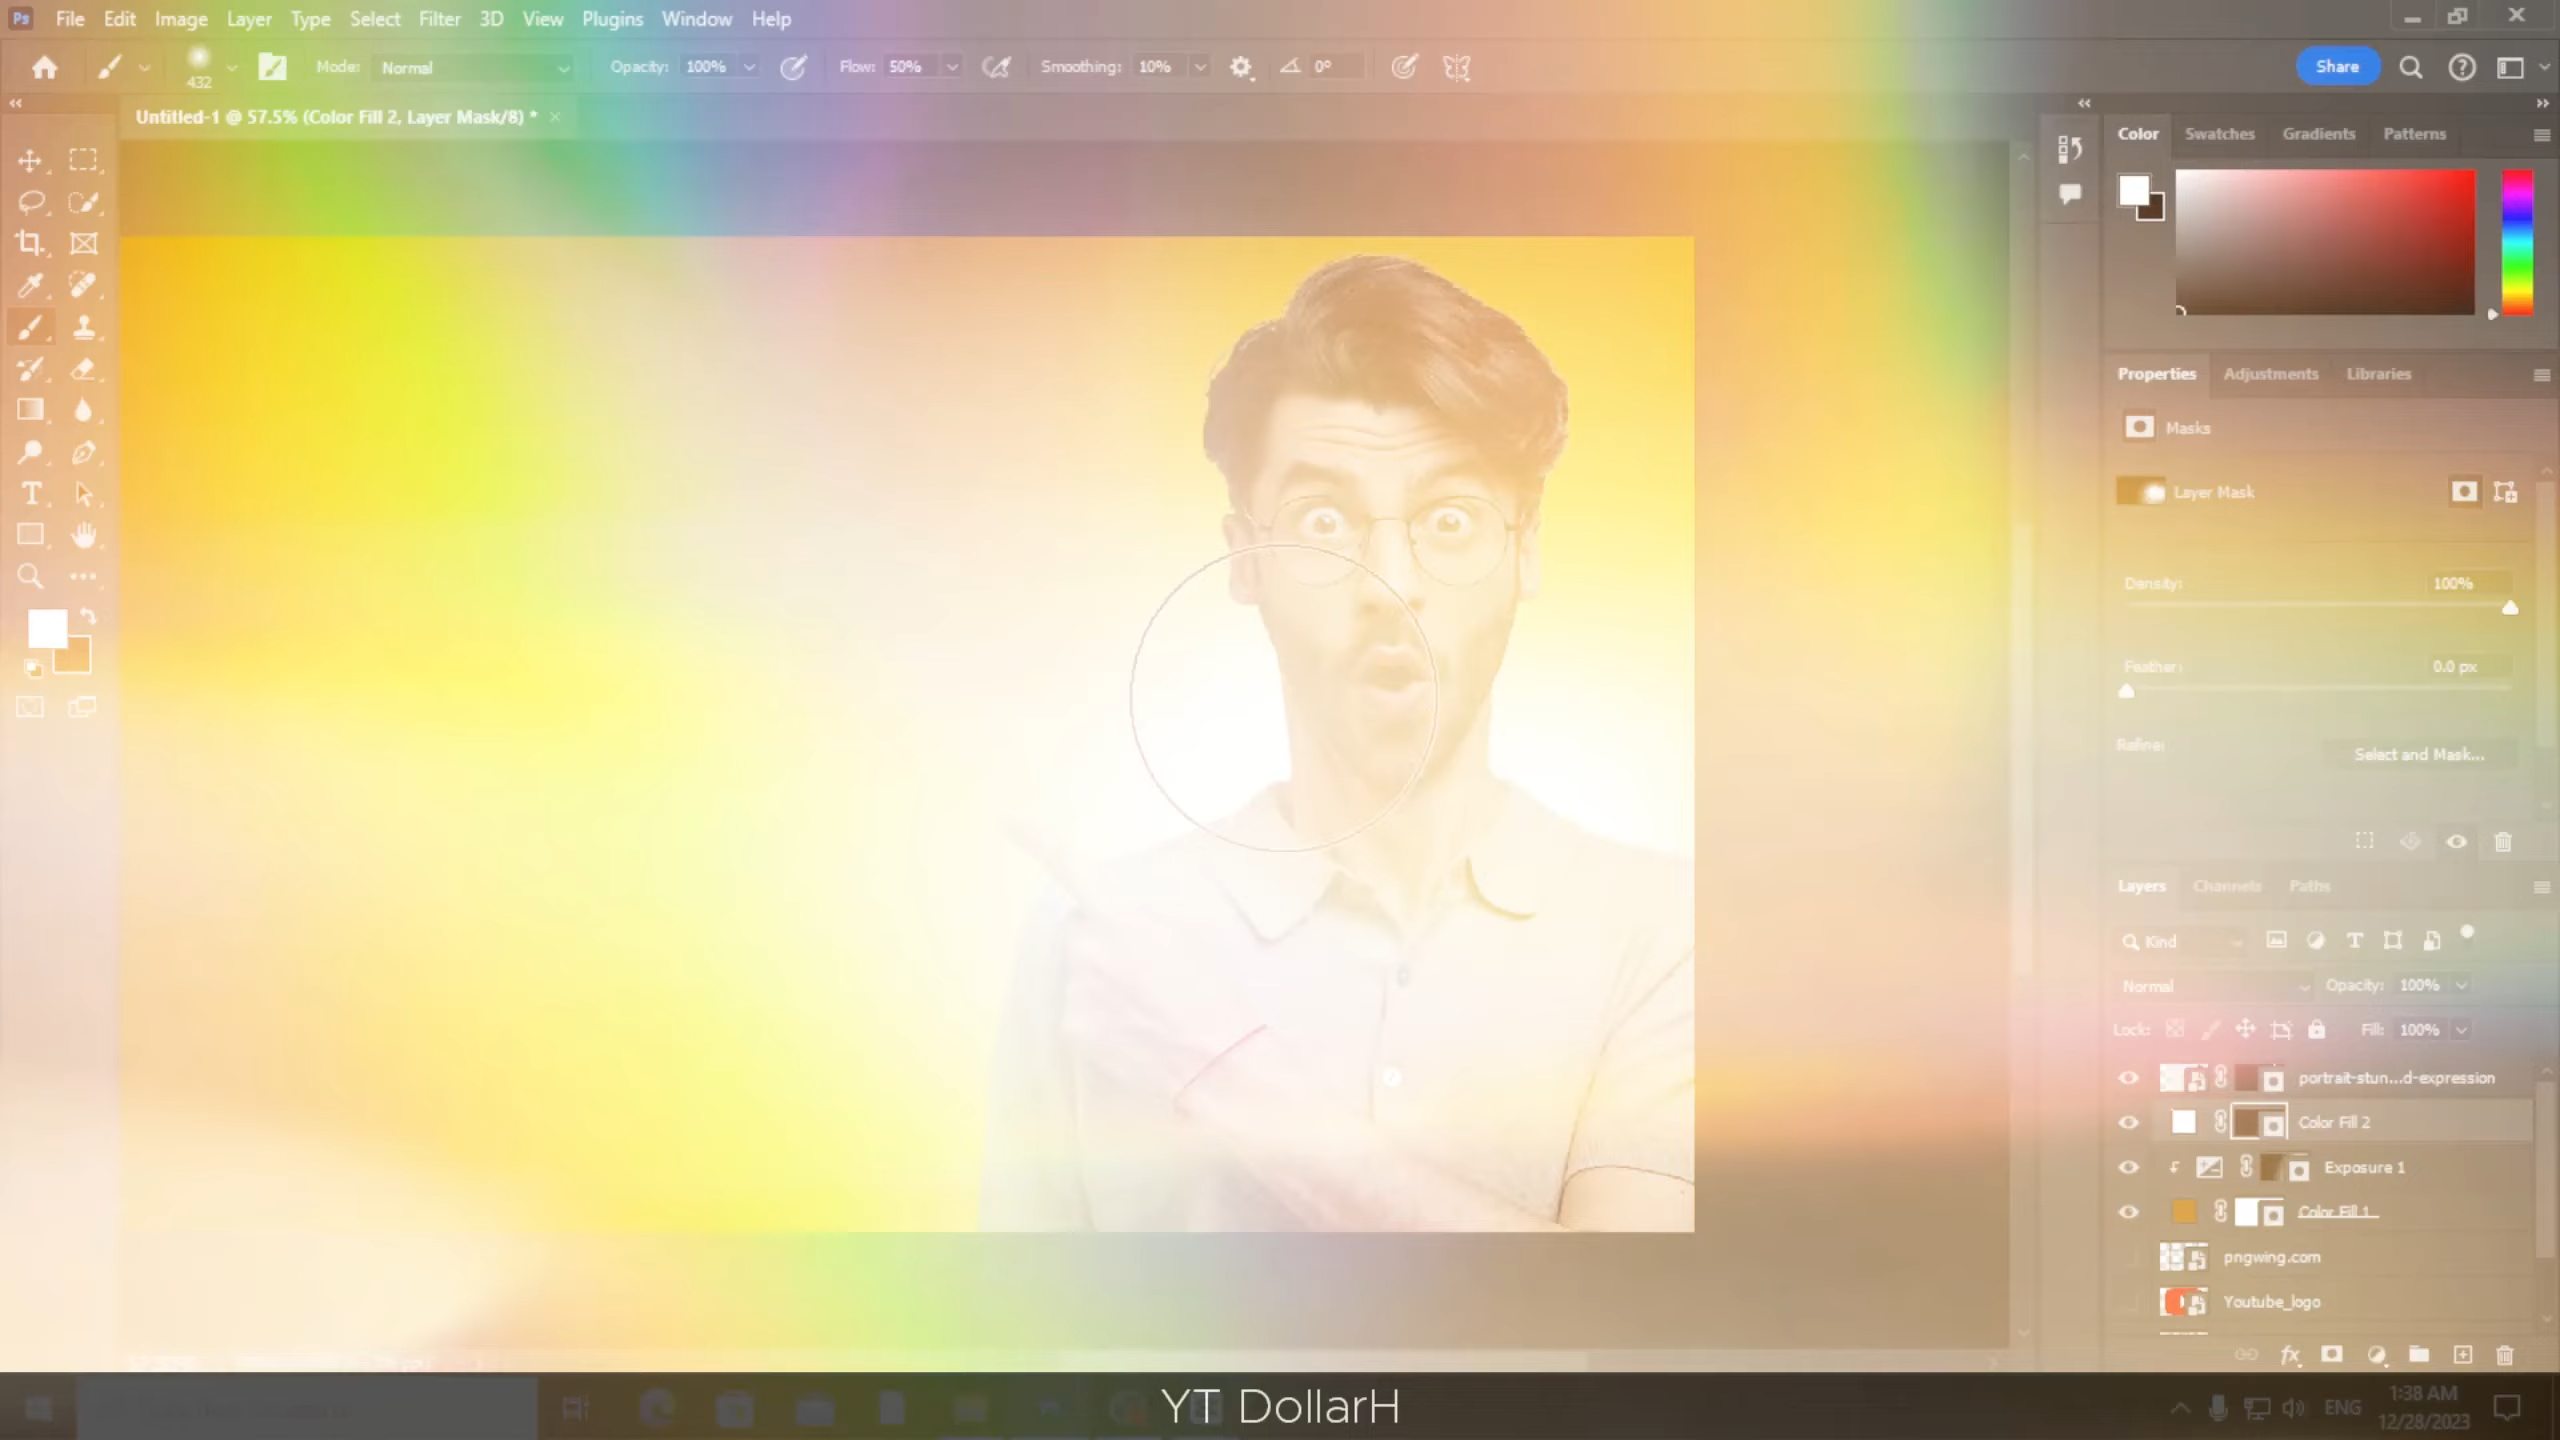 Ps File Edit Image Layer Type Select Filter 3D View Plugins Window Help
432 Mode: Normal Opacity: 100% Flow: 50% Smoothing: 10% 0° Share
Untitled-1 @ 57.5% (Color Fill 2, Layer Mask/8) *
Color Swatches Gradients Patterns
Properties Adjustments Libraries
Masks
Layer Mask
Density: 100%
Feather: 0.0 px
Refine: Select and Mask...
Layers Channels Paths
Kind
Normal Opacity: 100%
Lock: Fill: 100%
portrait-stun...d-expression
Color Fill 2
Exposure 1
Color Fill 1
pngwing.com
Youtube_logo
YT DollarH
ENG
1:38 AM
12/28/2023